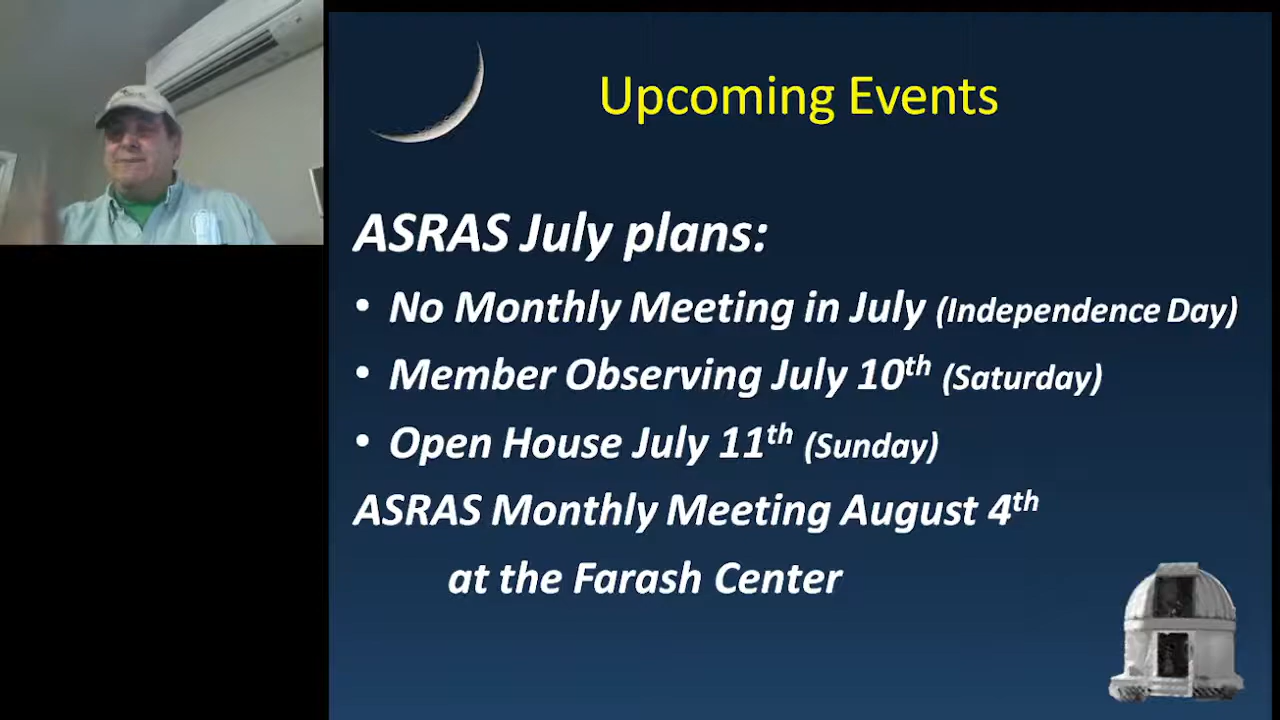 Upcoming Events
ASRAS July plans:
• No Monthly Meeting in July (Independence Day)
• Member Observing July 10th (Saturday)
• Open House July 11th (Sunday)
ASRAS Monthly Meeting August 4th
at the Farash Center